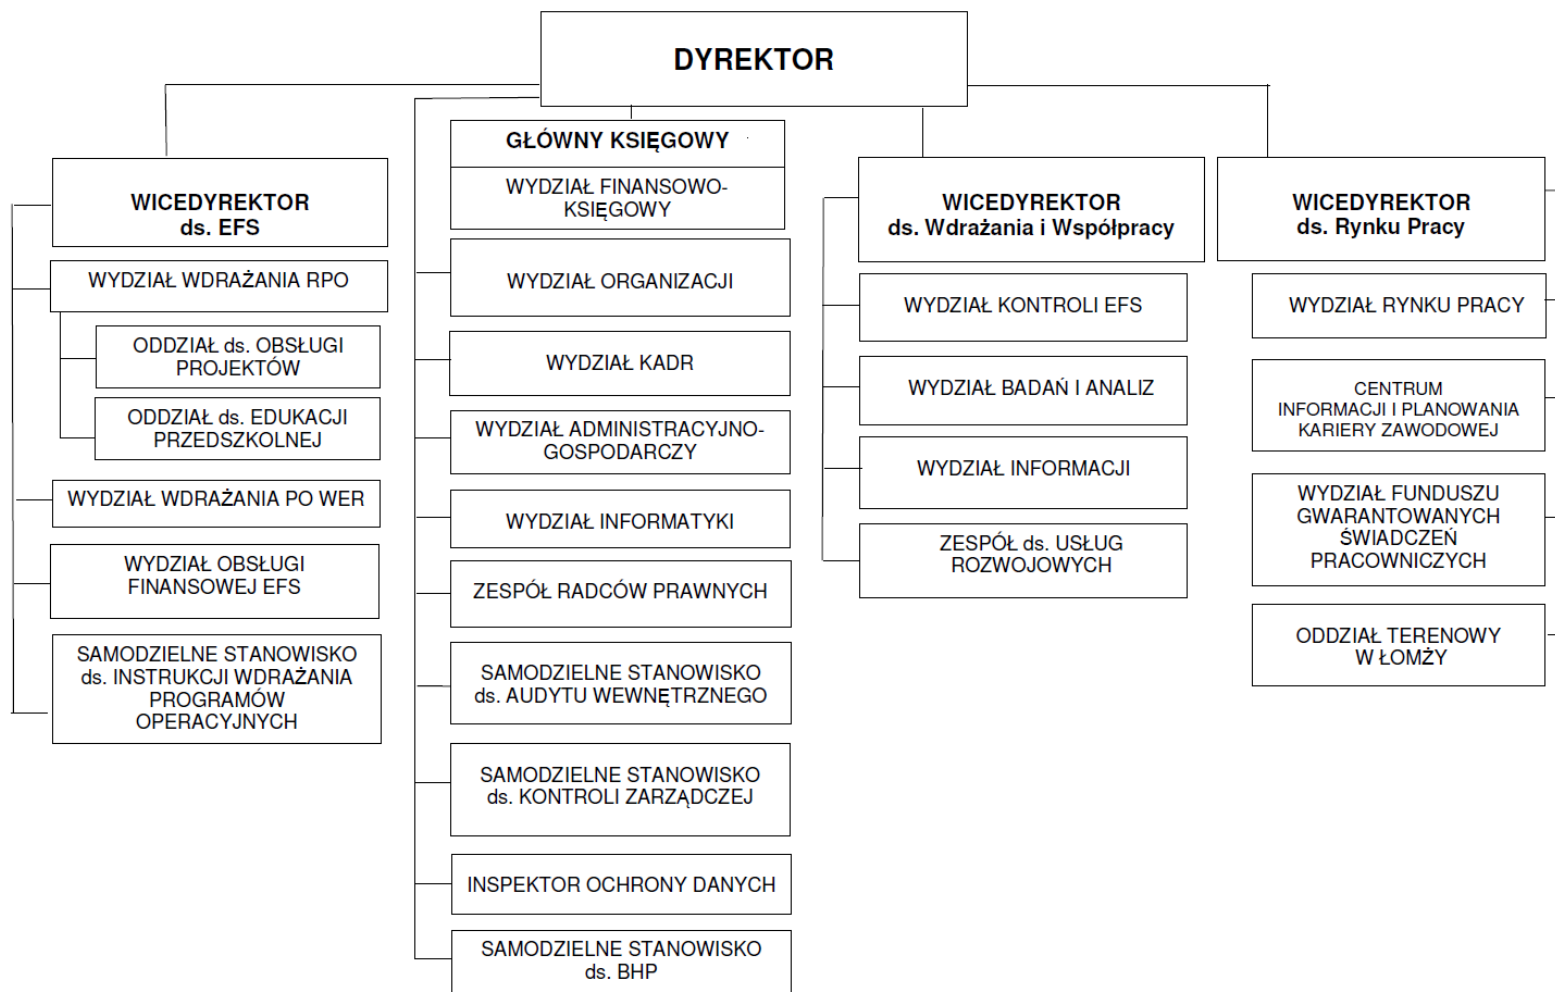 DYREKTOR
WICEDYREKTOR
ds. EFS
WYDZIAŁ WDRAŻANIA RPO
ODDZIAŁ ds. OBSŁUGI
PROJEKTÓW
ODDZIAŁ ds. EDUKACJI
PRZEDSZKOLNEJ
WYDZIAŁ WDRAŻANIA PO WER
WYDZIAŁ OBSŁUGI
FINANSOWEJ EFS
SAMODZIELNE STANOWISKO
ds. INSTRUKCJI WDRAŻANIA
PROGRAMÓW
OPERACYJNYCH
GŁÓWNY KSIĘGOWY
WYDZIAŁ FINANSOWO-
KSIĘGOWY
WYDZIAŁ ORGANIZACJI
WYDZIAŁ KADR
WYDZIAŁ ADMINISTRACYJNO-
GOSPODARCZY
WYDZIAŁ INFORMATYKI
ZESPÓŁ RADCÓW PRAWNYCH
SAMODZIELNE STANOWISKO
ds. AUDYTU WEWNĘTRZNEGO
SAMODZIELNE STANOWISKO
ds. KONTROLI ZARZĄDCZEJ
INSPEKTOR OCHRONY DANYCH
SAMODZIELNE STANOWISKO
ds. BHP
WICEDYREKTOR
ds. Wdrażania i Współpracy
WYDZIAŁ KONTROLI EFS
WYDZIAŁ BADAŃ I ANALIZ
WYDZIAŁ INFORMACJI
ZESPÓŁ ds. USŁUG
ROZWOJOWYCH
WICEDYREKTOR
ds. Rynku Pracy
WYDZIAŁ RYNKU PRACY
CENTRUM
INFORMACJI I PLANOWANIA
KARIERY ZAWODOWEJ
WYDZIAŁ FUNDUSZU
GWARANTOWANYCH
ŚWIADCZEŃ
PRACOWNICZYCH
ODDZIAŁ TERENOWY
W ŁOMŻY